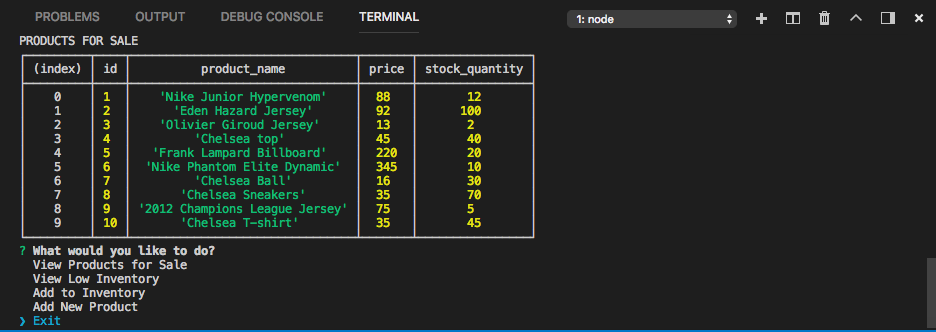 PROBLEMS OUTPUT DEBUG CONSOLE TERMINAL 1: node
PRODUCTS FOR SALE
(index) id product_name price stock_quantity
0 1 'Nike Junior Hypervenom' 88 12
1 2 'Eden Hazard Jersey' 92 100
2 3 'Olivier Giroud Jersey' 13 2
3 4 'Chelsea top' 45 40
4 5 'Frank Lampard Billboard' 220 20
5 6 'Nike Phantom Elite Dynamic' 345 10
6 7 'Chelsea Ball' 16 30
7 8 'Chelsea Sneakers' 35 70
8 9 '2012 Champions League Jersey' 75 5
9 10 'Chelsea T-shirt' 35 45
? What would you like to do?
View Products for Sale
View Low Inventory
Add to Inventory
Add New Product
❯ Exit